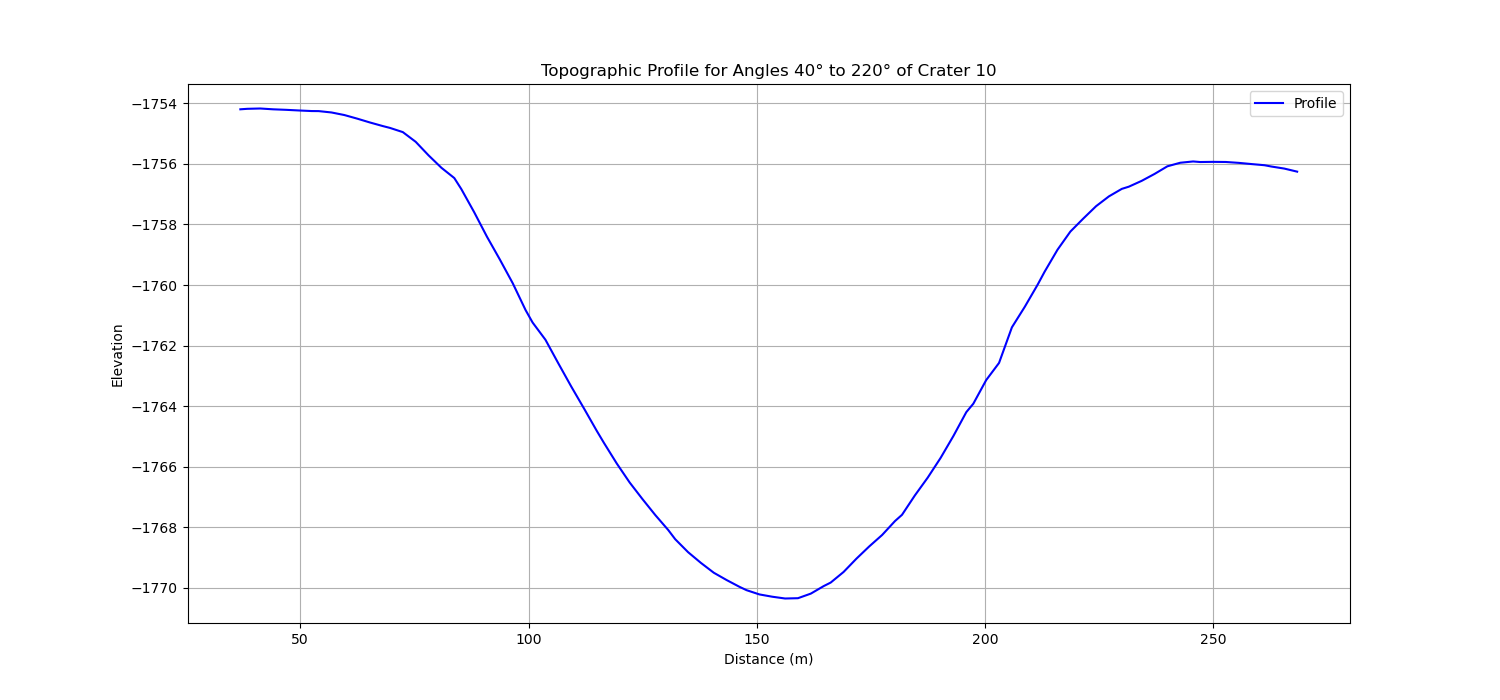 Topographic Profile for Angles 40° to 220° of Crater 10
Profile
Elevation
−1754
−1756
−1758
−1760
−1762
−1764
−1766
−1768
−1770
50 100 150 200 250
Distance (m)